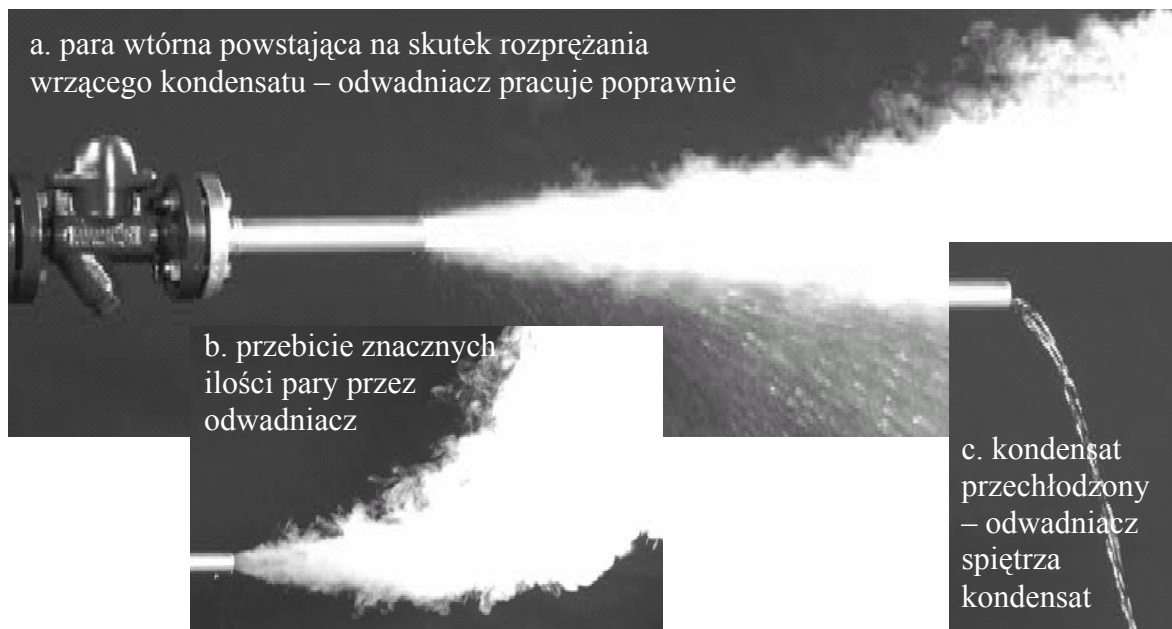 a. para wtórna powstająca na skutek rozprężania
wrzącego kondensatu – odwadniacz pracuje poprawnie
b. przebicie znacznych
ilości pary przez
odwadniacz
c. kondensat
przechłodzony
– odwadniacz
spiętrza
kondensat